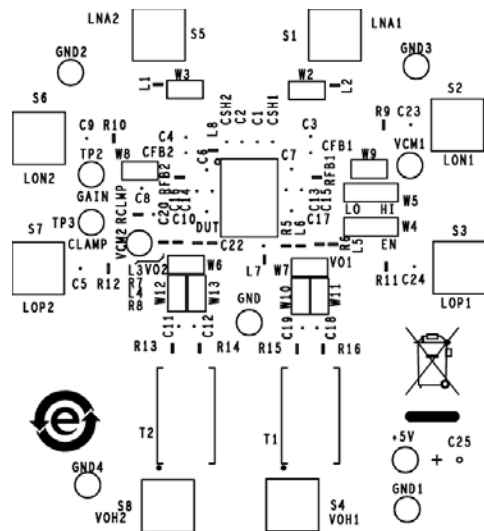 LNA2
LNA1
S5
S1
GND2
GND3
L1
W3
W2
L2
S6
S2
C9
R10
C4
L8
CSH2
C2
C1
CSH1
C3
R9
C23
LON2
TP2
W8
CFB2
C6
C7
CFB1
RFB1
W9
VCM1
LON1
GAIN
RFB2
C8
RCLMP
C16
C14
C13
C15
W5
LO
HI
S7
TP3
CLAMP
C20
C10
DUT
C17
W4
S3
VCM2
C22
R5
L6
R6
L5
EN
LOP2
C5
R12
L3
VO2
W6
L7
W7
VO1
R11
C24
LOP1
R7
L4
R8
W12
W13
GND
W10
W11
C11
C12
C19
C18
R13
R14
R15
R16
e
T2
T1
+5V
+
C25
GND4
S8
VOH2
S4
VOH1
GND1